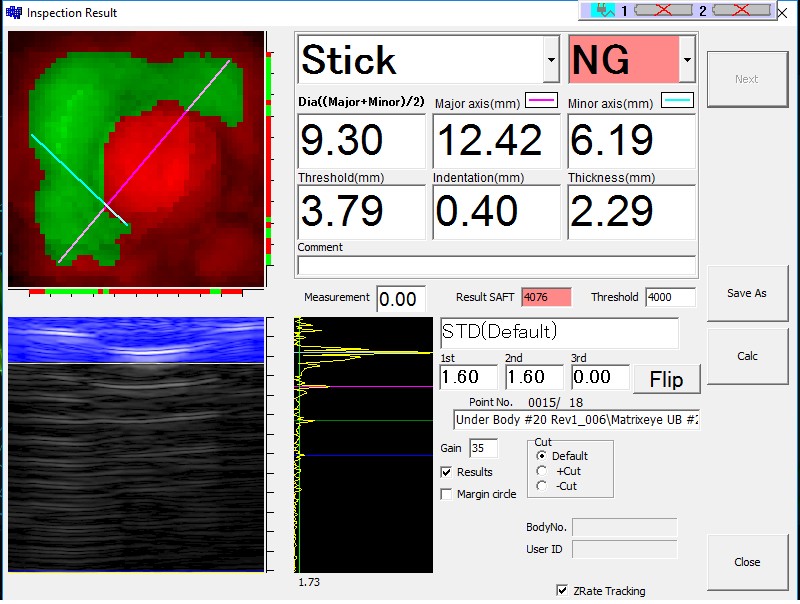 Inspection Result
1 2
Stick NG
Next
Dia((Major+Minor)/2) Major axis(mm) Minor axis(mm)
9.30 12.42 6.19
Threshold(mm) Indentation(mm) Thickness(mm)
3.79 0.40 2.29
Comment
Measurement 0.00 Result SAFT 4076 Threshold 4000
Save As
STD(Default)
1st 2nd 3rd
1.60 1.60 0.00 Flip
Calc
Point No. 0015/ 18
Under Body #20 Rev1_006\Matrixeye UB #2
Gain 35
Cut
Default
+Cut
-Cut
Results
Margin circle
BodyNo.
User ID
Close
1.73
ZRate Tracking